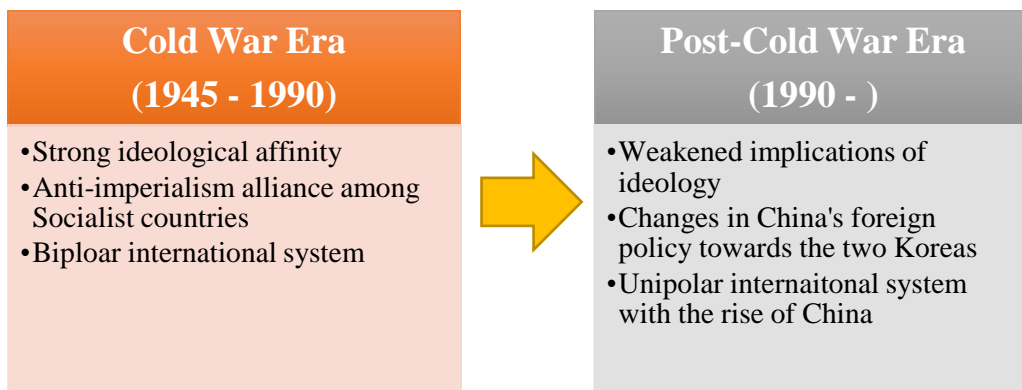 Cold War Era
(1945 - 1990)
•Strong ideological affinity
•Anti-imperialism alliance among
Socialist countries
•Biploar international system
Post-Cold War Era
(1990 - )
•Weakened implications of
ideology
•Changes in China's foreign
policy towards the two Koreas
•Unipolar internaitonal system
with the rise of China